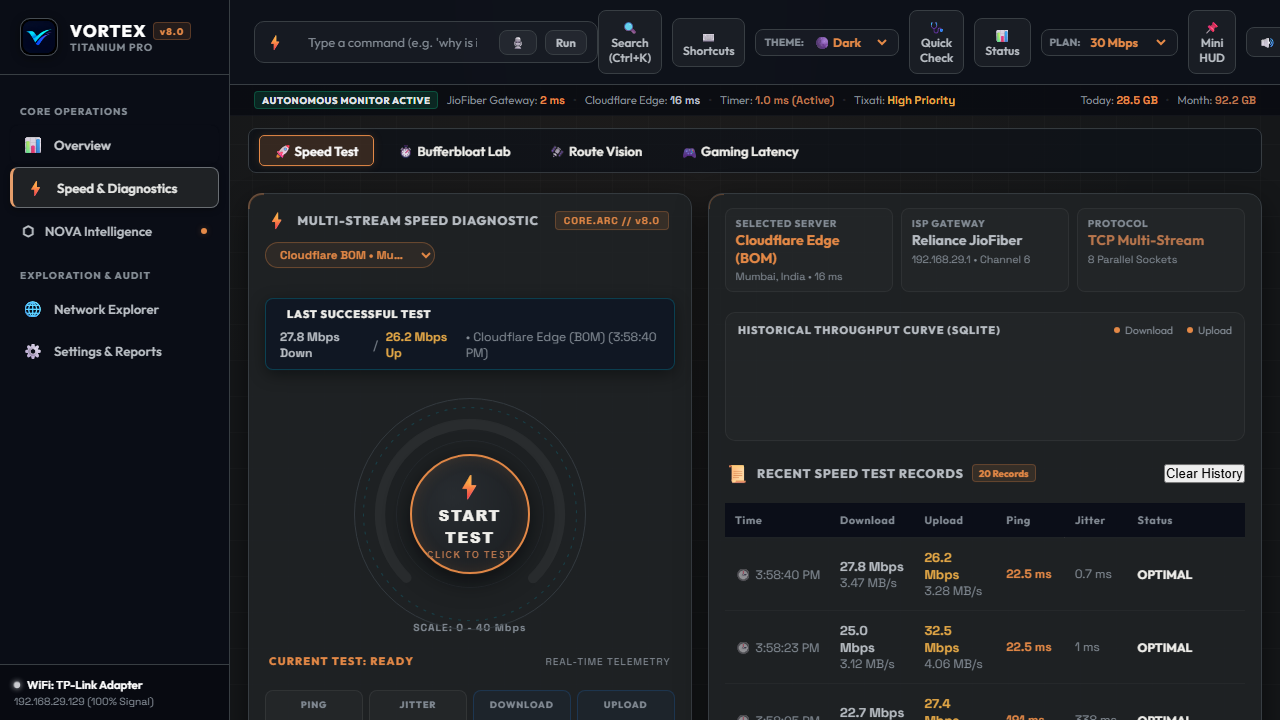 VORTEX v8.0
TITANIUM PRO
CORE OPERATIONS
Overview
Speed & Diagnostics
NOVA Intelligence
EXPLORATION & AUDIT
Network Explorer
Settings & Reports
WiFi: TP-Link Adapter
192.168.29.129 (100% Signal)
Type a command (e.g. 'why is i
Run
Search
(Ctrl+K)
Shortcuts
THEME: Dark
Quick
Check
Status
PLAN: 30 Mbps
Mini
HUD
AUTONOMOUS MONITOR ACTIVE JioFiber Gateway: 2 ms · Cloudflare Edge: 16 ms · Timer: 1.0 ms (Active) · Tixati: High Priority
Today: 28.5 GB · Month: 92.2 GB
Speed Test
Bufferbloat Lab
Route Vision
Gaming Latency
MULTI-STREAM SPEED DIAGNOSTIC CORE.ARC // v8.0
Cloudflare BOM • Mu...
LAST SUCCESSFUL TEST
27.8 Mbps
Down
/
26.2 Mbps
Up
• Cloudflare Edge (BOM) (3:58:40
PM)
START
TEST
CLICK TO TEST
SCALE: 0 - 40 Mbps
CURRENT TEST: READY
REAL-TIME TELEMETRY
PING
JITTER
DOWNLOAD
UPLOAD
SELECTED SERVER
Cloudflare Edge
(BOM)
Mumbai, India • 16 ms
ISP GATEWAY
Reliance JioFiber
192.168.29.1 • Channel 6
PROTOCOL
TCP Multi-Stream
8 Parallel Sockets
HISTORICAL THROUGHPUT CURVE (SQLITE)
Download
Upload
RECENT SPEED TEST RECORDS 20 Records
Clear History
Time Download Upload Ping Jitter Status
3:58:40 PM
27.8 Mbps
3.47 MB/s
26.2
Mbps
3.28 MB/s
22.5 ms
0.7 ms
OPTIMAL
3:58:23 PM
25.0
Mbps
3.12 MB/s
32.5
Mbps
4.06 MB/s
22.5 ms
1 ms
OPTIMAL
22.7 Mbps
27.4